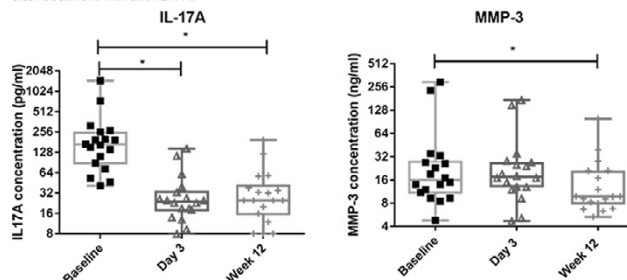 IL-17A
IL17A concentration (pg/ml)
2048
1024
512
256
128
64
32
16
8
*
*
Baseline
Day 3
Week 12
MMP-3
MMP-3 concentration (ng/ml)
512
256
128
64
32
16
8
4
*
Baseline
Day 3
Week 12